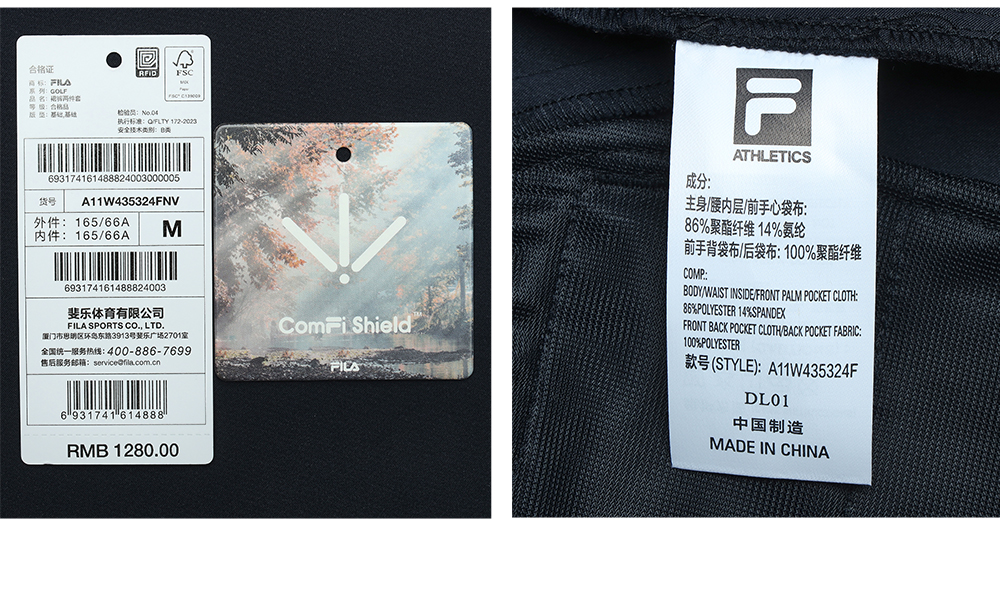 合格证
商 标: FILA
系 列: GOLF
品 名: 裙裤两件套
等 级: 合格品
版 型: 基础,基础
RFID
FSC
MIX
Paper
检验员: No.04
执行标准: Q/FLTY 172-2023
安全技术类别: B类
693174161488824003000005
货号 A11W435324FNV
外件: 165/66A
内件: 165/66A
M
693174161488824003
斐乐体育有限公司
FILA SPORTS CO., LTD.
厦门市思明区环岛东路3913号斐乐广场2701室
全国统一服务热线: 400-886-7699
售后服务邮箱: service@fila.com.cn
6 931741 614888
RMB 1280.00
ComFi Shield
FILA
F
ATHLETICS
成分:
主身/腰内层/前手心袋布:
86%聚酯纤维 14%氨纶
前手背袋布/后袋布: 100%聚酯纤维
COMP.:
BODY/WAIST INSIDE/FRONT PALM POCKET CLOTH:
86%POLYESTER 14%SPANDEX
FRONT BACK POCKET CLOTH/BACK POCKET FABRIC:
100%POLYESTER
款号(STYLE): A11W435324F
DL01
中国制造
MADE IN CHINA